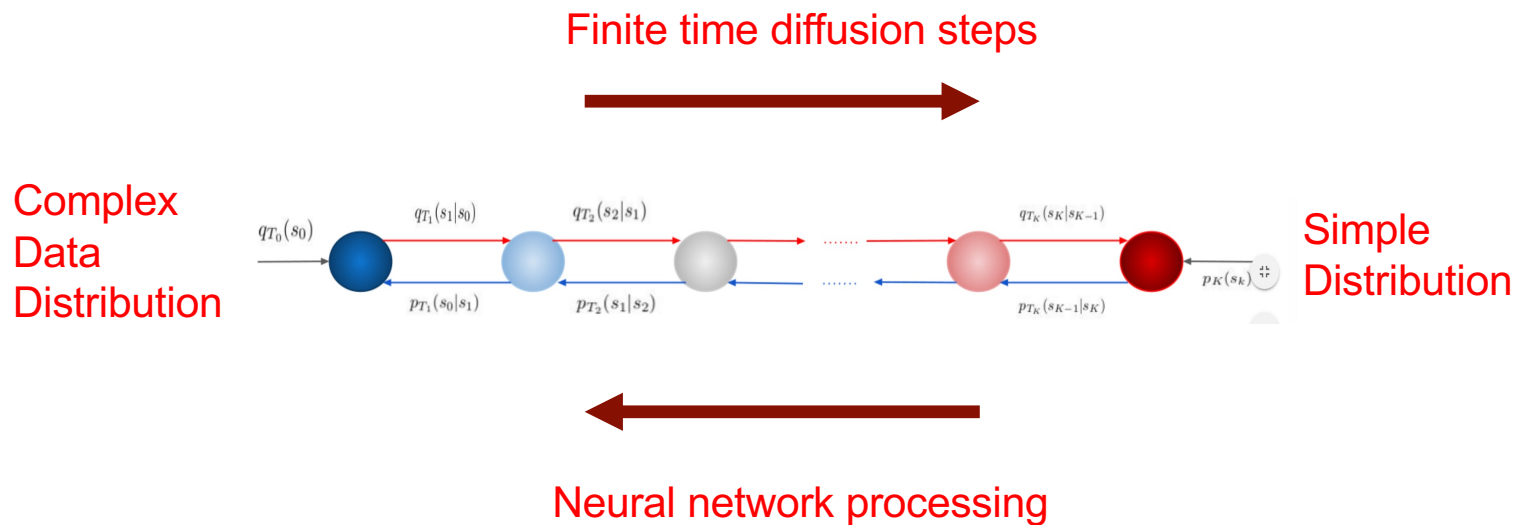 Finite time diffusion steps
Complex
Data
Distribution
q_{T_0}(s_0)
q_{T_1}(s_1|s_0)
q_{T_2}(s_2|s_1)
.......
q_{T_K}(s_K|s_{K-1})
p_{T_1}(s_0|s_1)
p_{T_2}(s_1|s_2)
.......
p_{T_K}(s_{K-1}|s_K)
p_K(s_k)
Simple
Distribution
Neural network processing